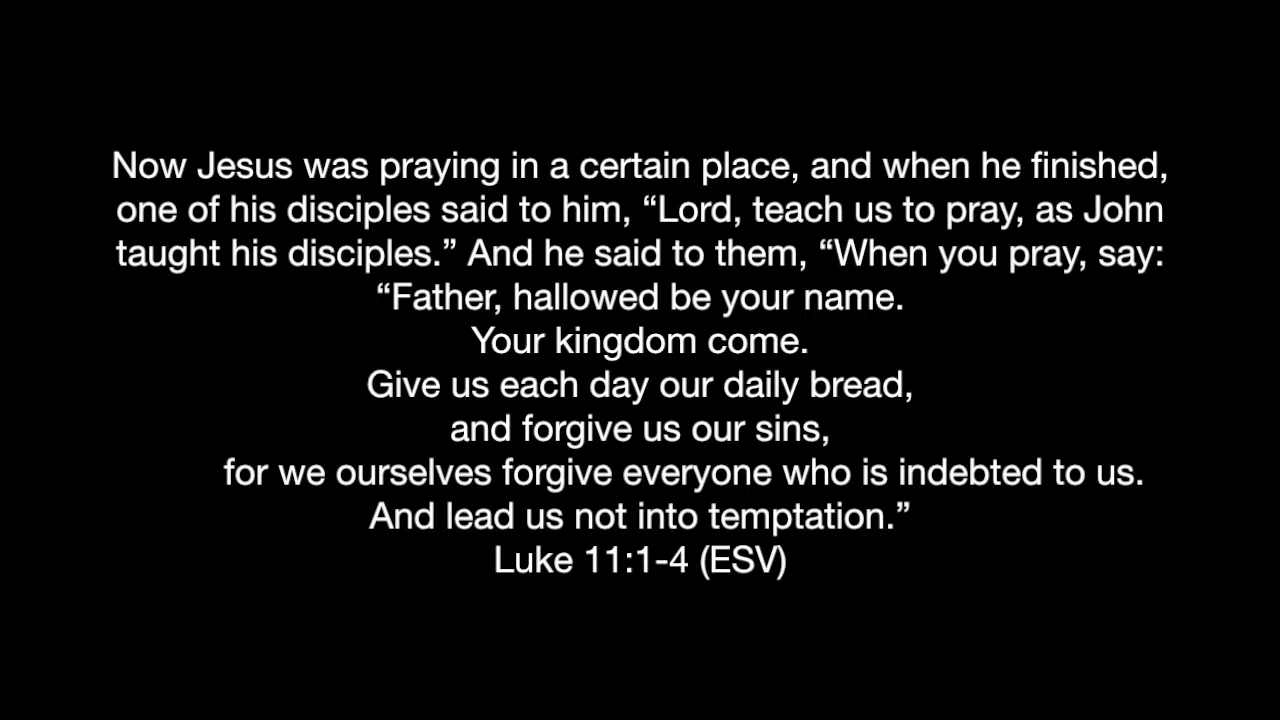 Now Jesus was praying in a certain place, and when he finished,
one of his disciples said to him, “Lord, teach us to pray, as John
taught his disciples.” And he said to them, “When you pray, say:
“Father, hallowed be your name.
Your kingdom come.
Give us each day our daily bread,
and forgive us our sins,
for we ourselves forgive everyone who is indebted to us.
And lead us not into temptation.”
Luke 11:1-4 (ESV)